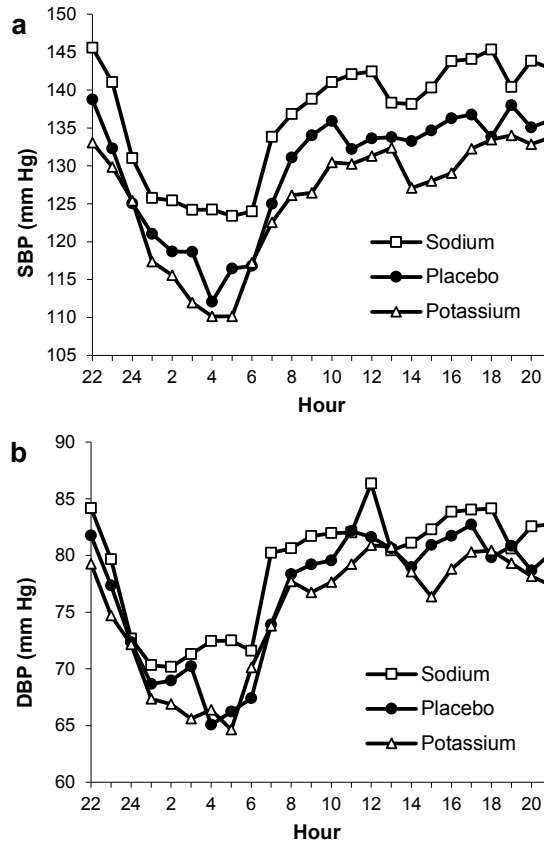 a
150
145
140
135
130
125
120
115
110
105
SBP (mm Hg)
Sodium
Placebo
Potassium
22 24 2 4 6 8 10 12 14 16 18 20
Hour
b
90
85
80
75
70
65
60
DBP (mm Hg)
Sodium
Placebo
Potassium
22 24 2 4 6 8 10 12 14 16 18 20
Hour